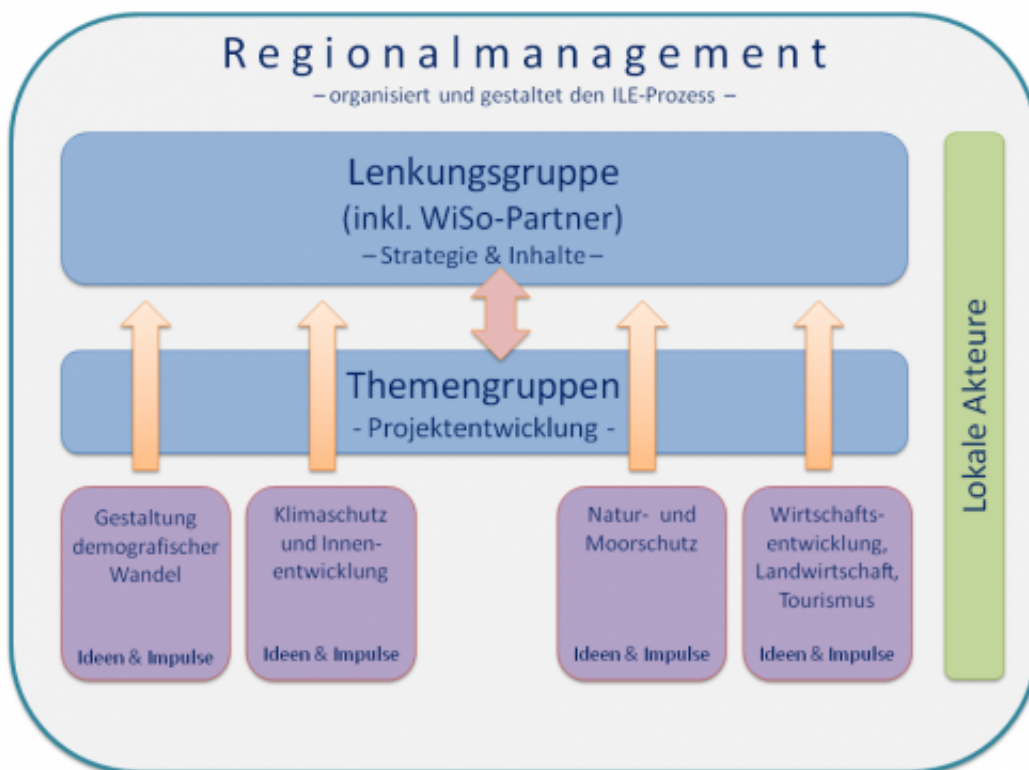 Regionalmanagement
– organisiert und gestaltet den ILE-Prozess –
Lenkungsgruppe
(inkl. WiSo-Partner)
– Strategie & Inhalte –
Themengruppen
- Projektentwicklung -
Gestaltung
demografischer
Wandel
Ideen & Impulse
Klimaschutz
und Innen-
entwicklung
Ideen & Impulse
Natur- und
Moorschutz
Ideen & Impulse
Wirtschafts-
entwicklung,
Landwirtschaft,
Tourismus
Ideen & Impulse
Lokale Akteure